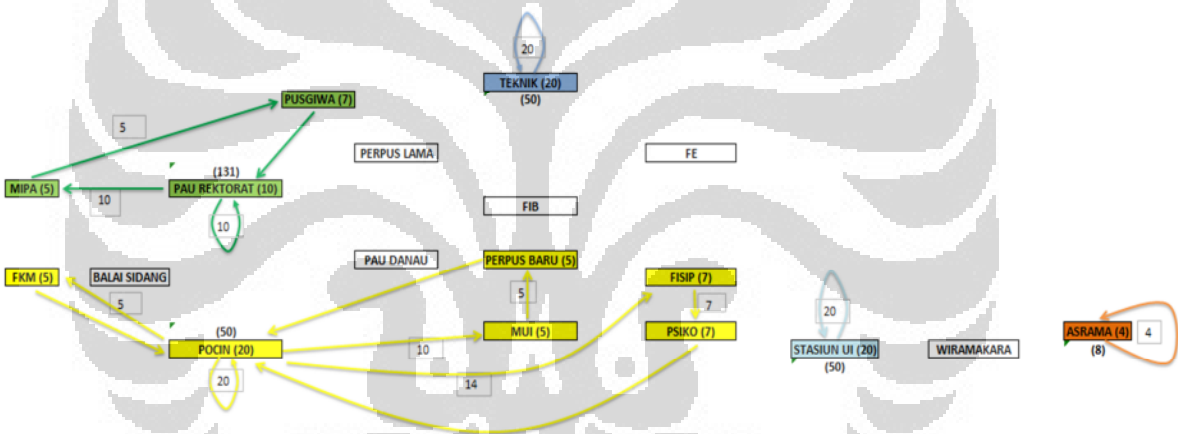 20
TEKNIK (20)
(50)
PUSGIWA (7)
5
PERPUS LAMA
FE
(131)
MIPA (5)
PAU REKTORAT (10)
10
FIB
10
PAU DANAU
PERPUS BARU (5)
FKM (5)
BALAI SIDANG
FISIP (7)
5
5
7
20
(50)
MUI (5)
PSIKO (7)
ASRAMA (4)
4
POCIN (20)
10
STASIUN UI (20)
WIRAMAKARA
(8)
(50)
20
14